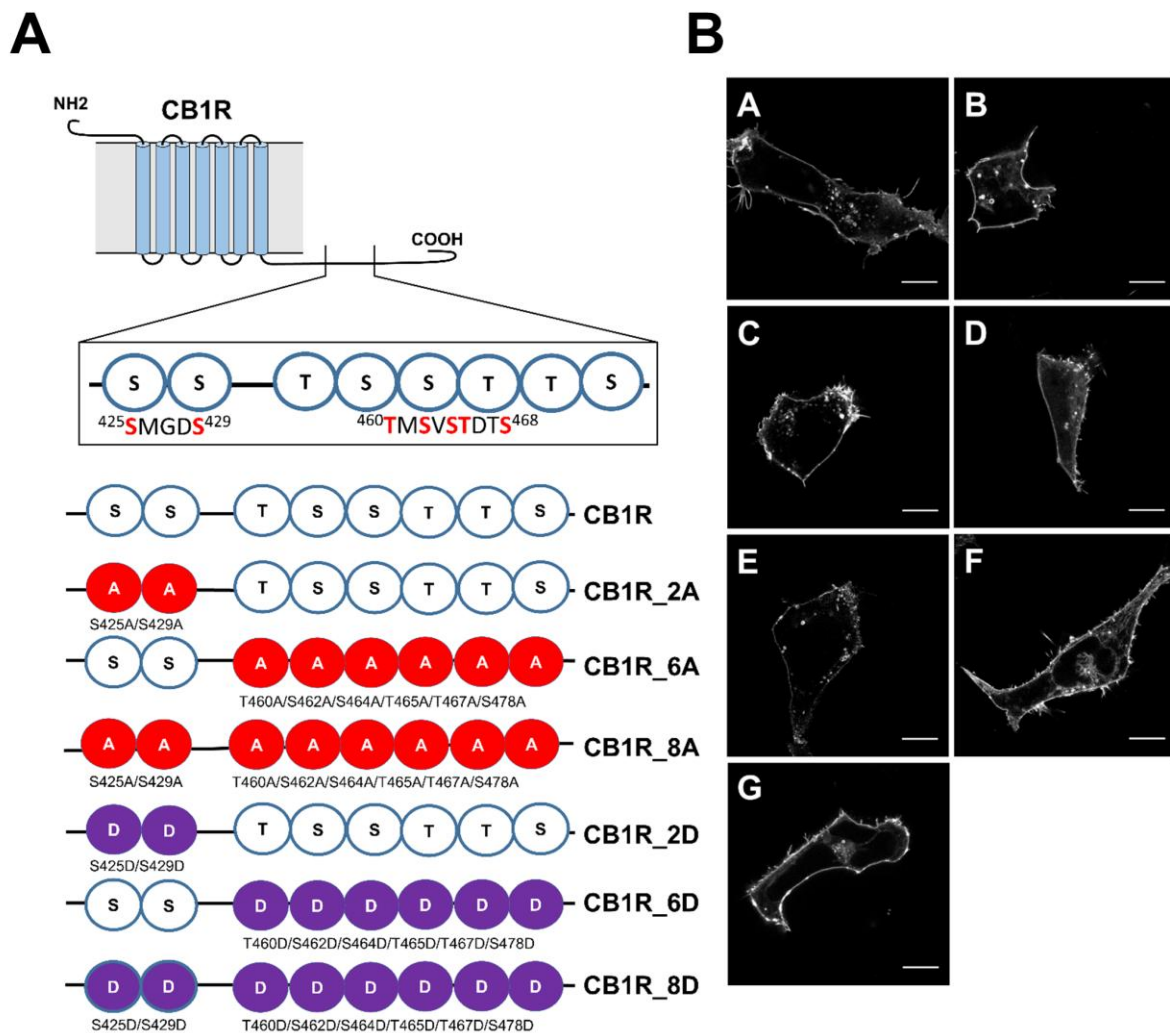 A
NH2
CB1R
COOH
S S T S S T T S
425SMGDS429 460TMSVSTDTS468
S S T S S T T S CB1R
A A T S S T T S CB1R_2A
S425A/S429A
S S A A A A A A CB1R_6A
T460A/S462A/S464A/T465A/T467A/S478A
A A A A A A A A CB1R_8A
S425A/S429A T460A/S462A/S464A/T465A/T467A/S478A
D D T S S T T S CB1R_2D
S425D/S429D
S S D D D D D D CB1R_6D
T460D/S462D/S464D/T465D/T467D/S478D
D D D D D D D D CB1R_8D
S425D/S429D T460D/S462D/S464D/T465D/T467D/S478D
B
A B
C D
E F
G